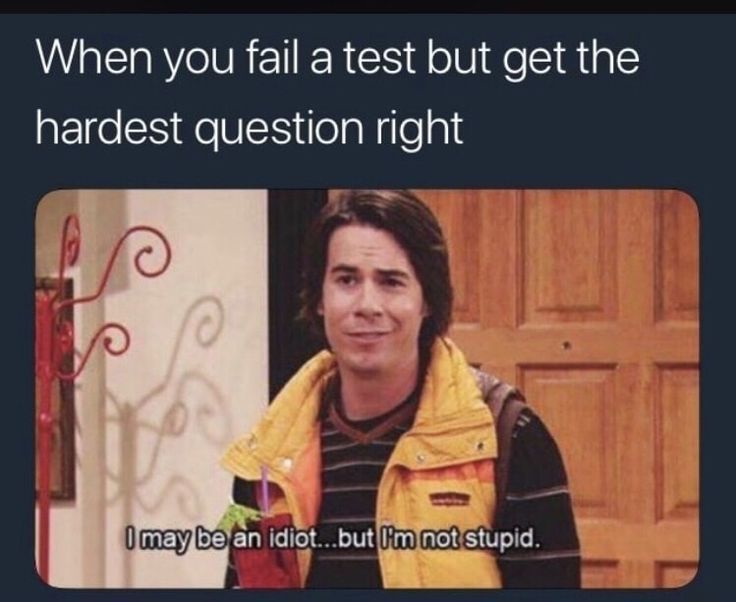 When you fail a test but get the
hardest question right
I may be an idiot...but I'm not stupid.